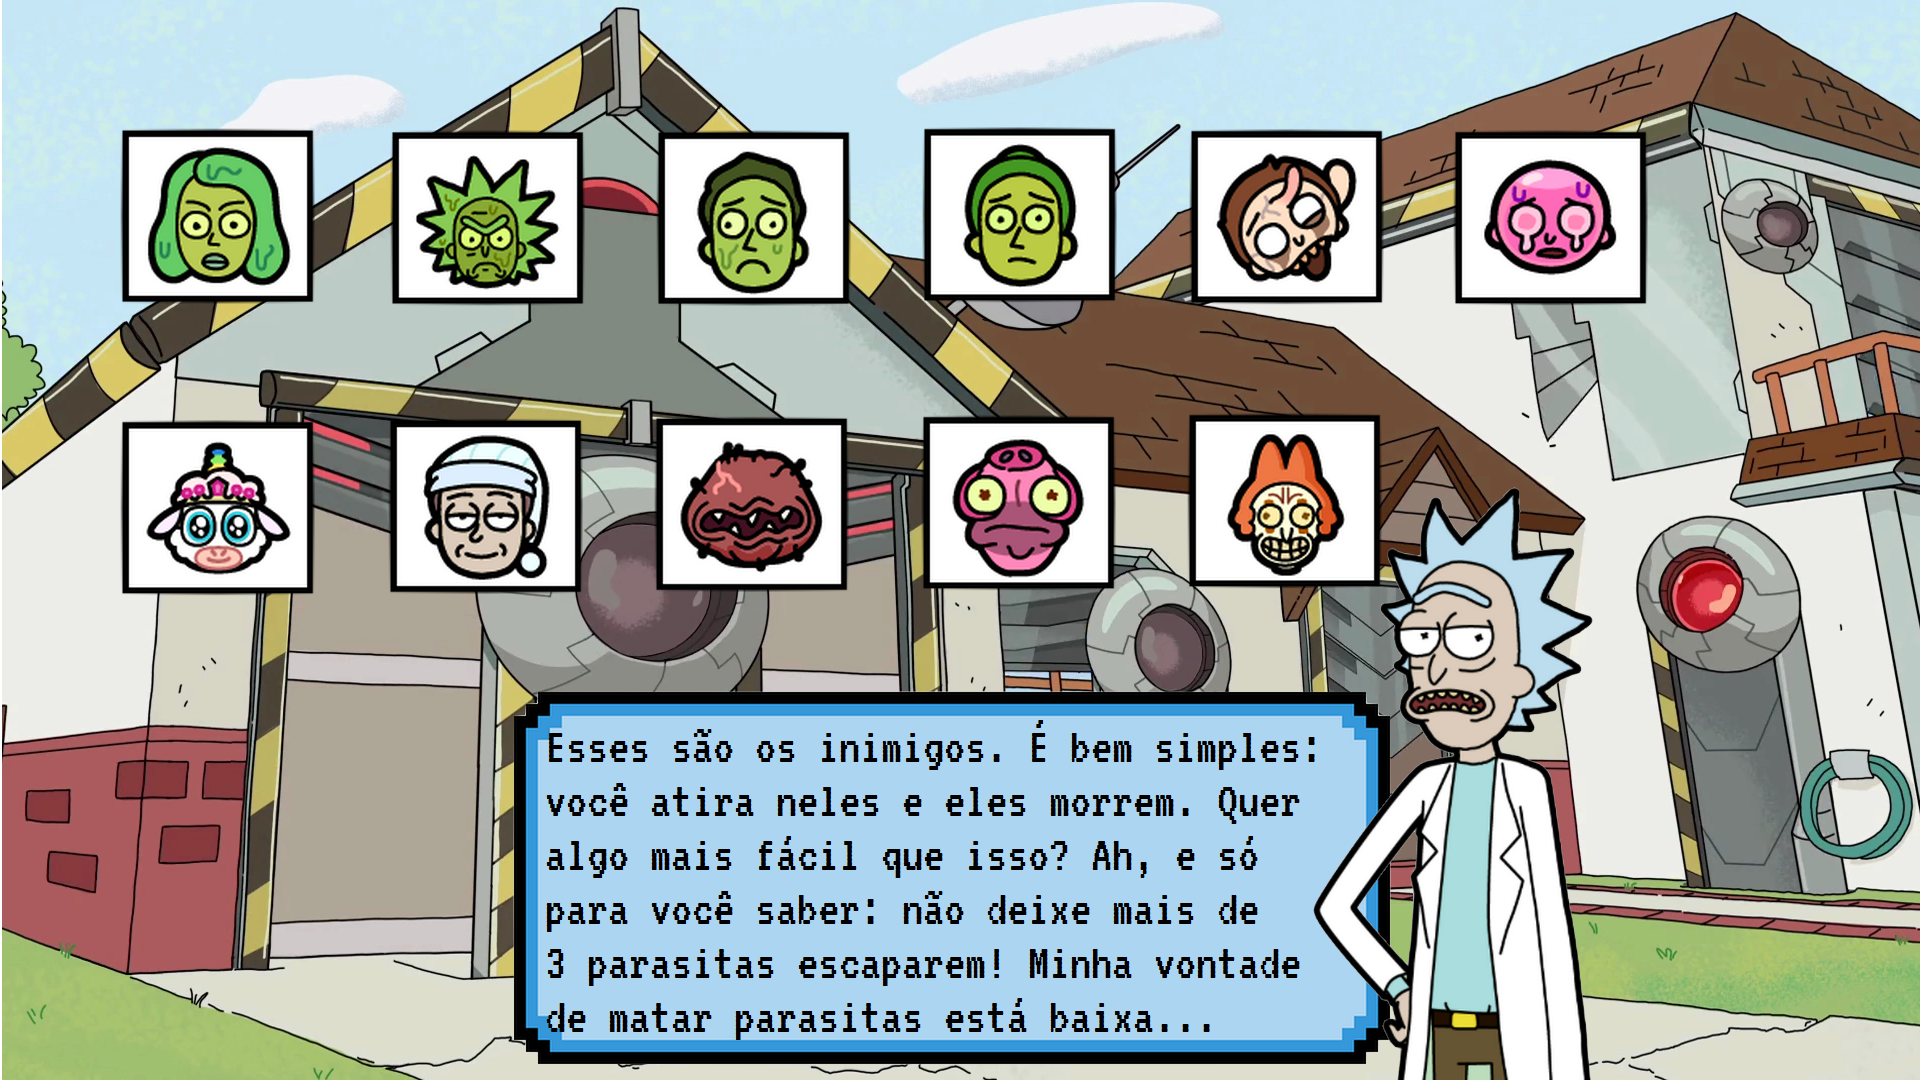 Esses são os inimigos. É bem simples:
você atira neles e eles morrem. Quer
algo mais fácil que isso? Ah, e só
para você saber: não deixe mais de
3 parasitas escaparem! Minha vontade
de matar parasitas está baixa...